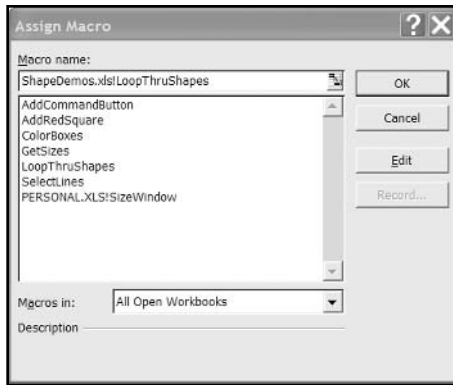 Assign Macro
Macro name:
ShapeDemos.xls!LoopThruShapes
OK
AddCommandButton
AddRedSquare
ColorBoxes
GetSizes
LoopThruShapes
SelectLines
PERSONAL.XLS!SizeWindow
Cancel
Edit
Record...
Macros in: All Open Workbooks
Description